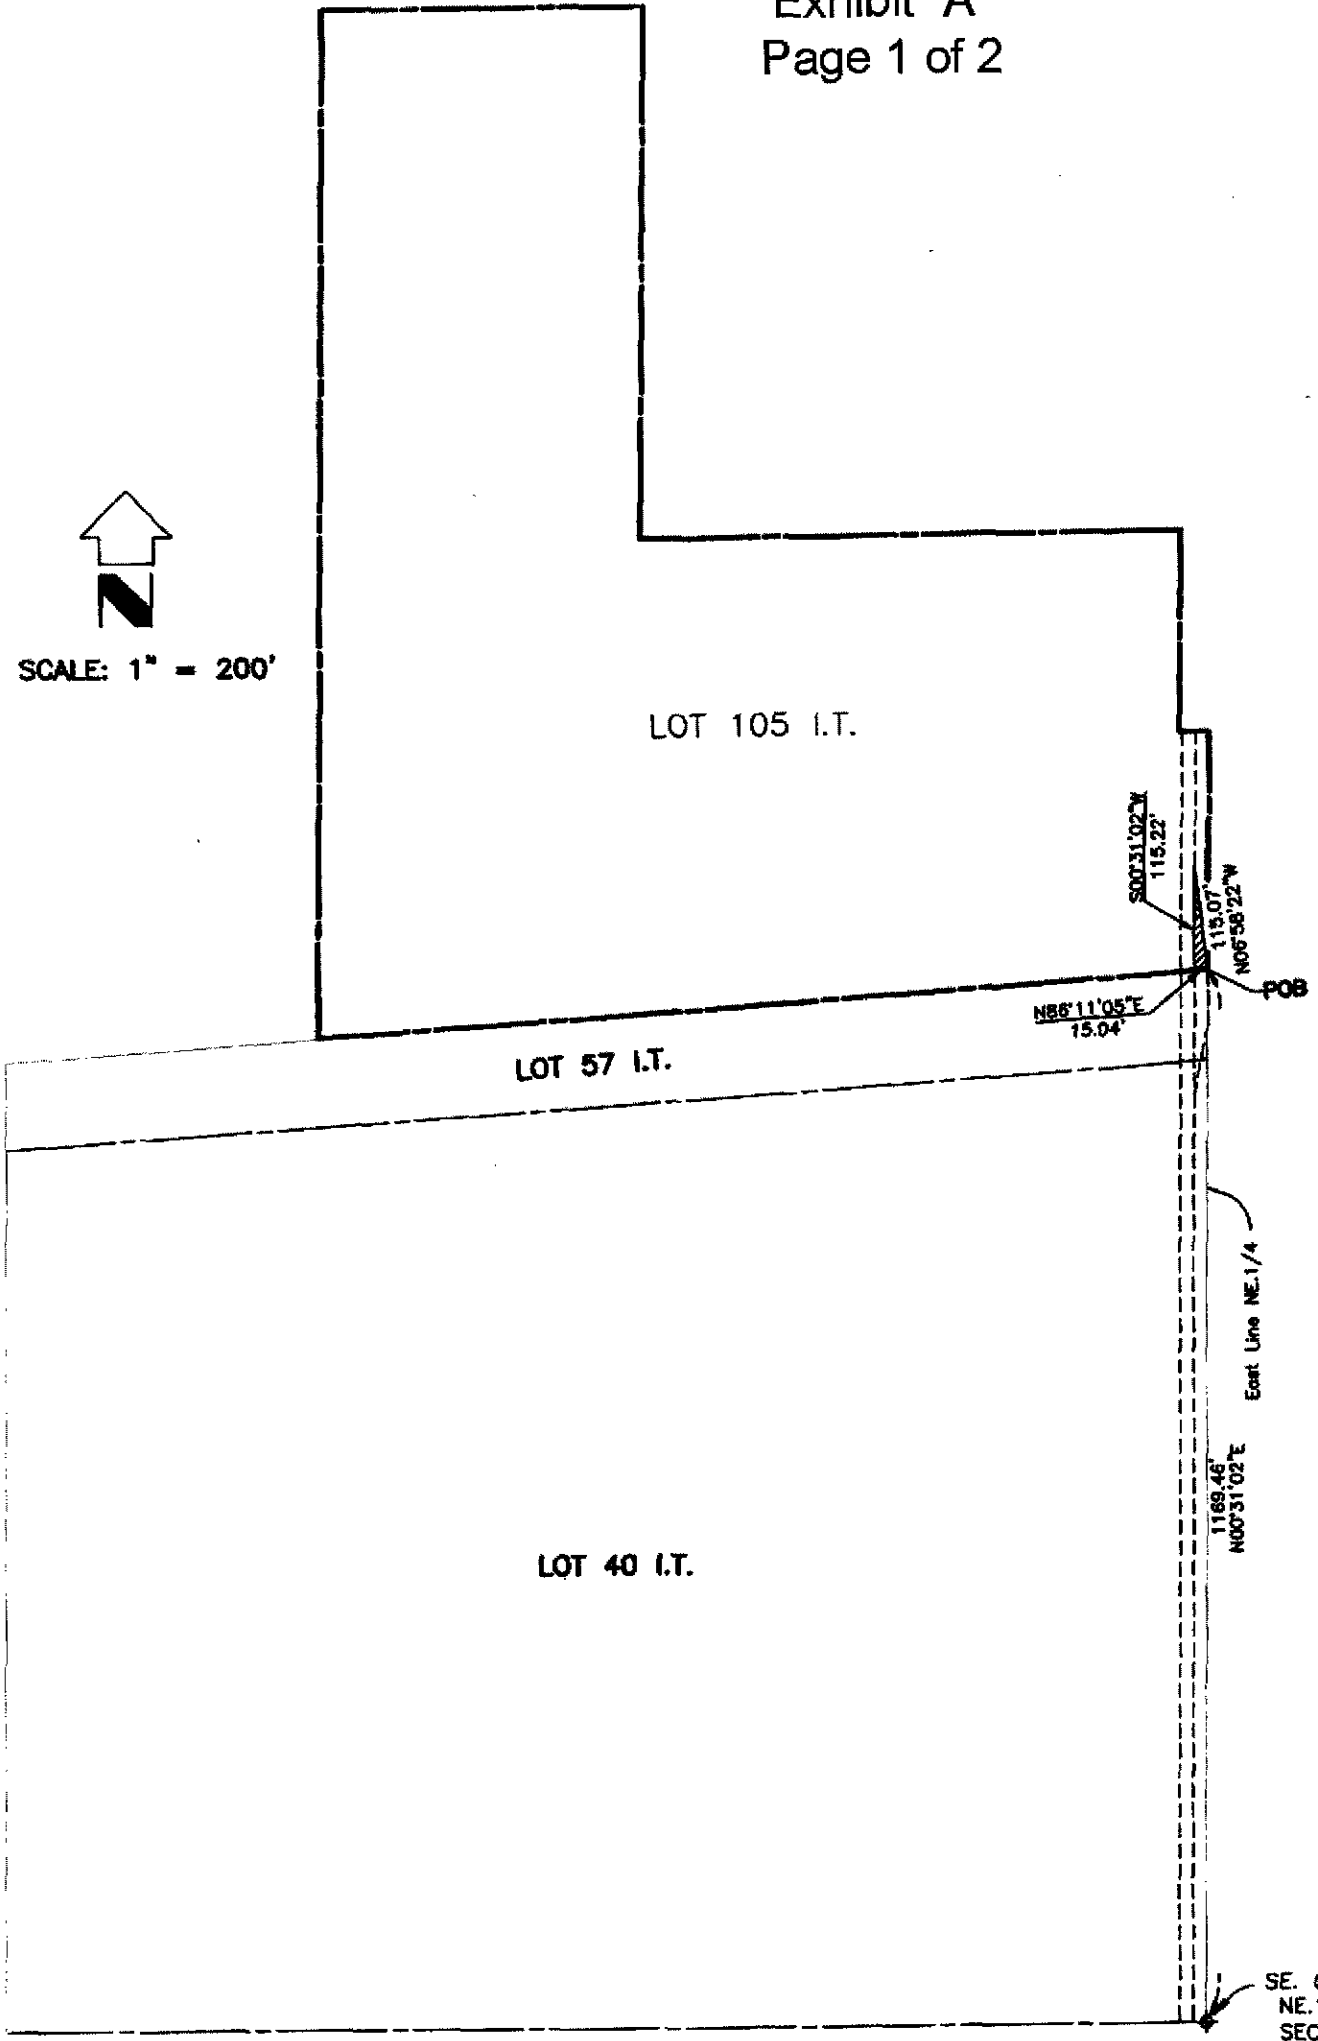 Exhibit "A"
Page 1 of 2
N
SCALE: 1" = 200'
LOT 105 I.T.
S00°31'02"W
115.22'
115.07'
N06°58'22"W
POB
N86°11'05"E
15.04'
LOT 57 I.T.
East Line NE.1/4
1169.46'
N00°31'02"E
LOT 40 I.T.
SE.
NE.
SEC